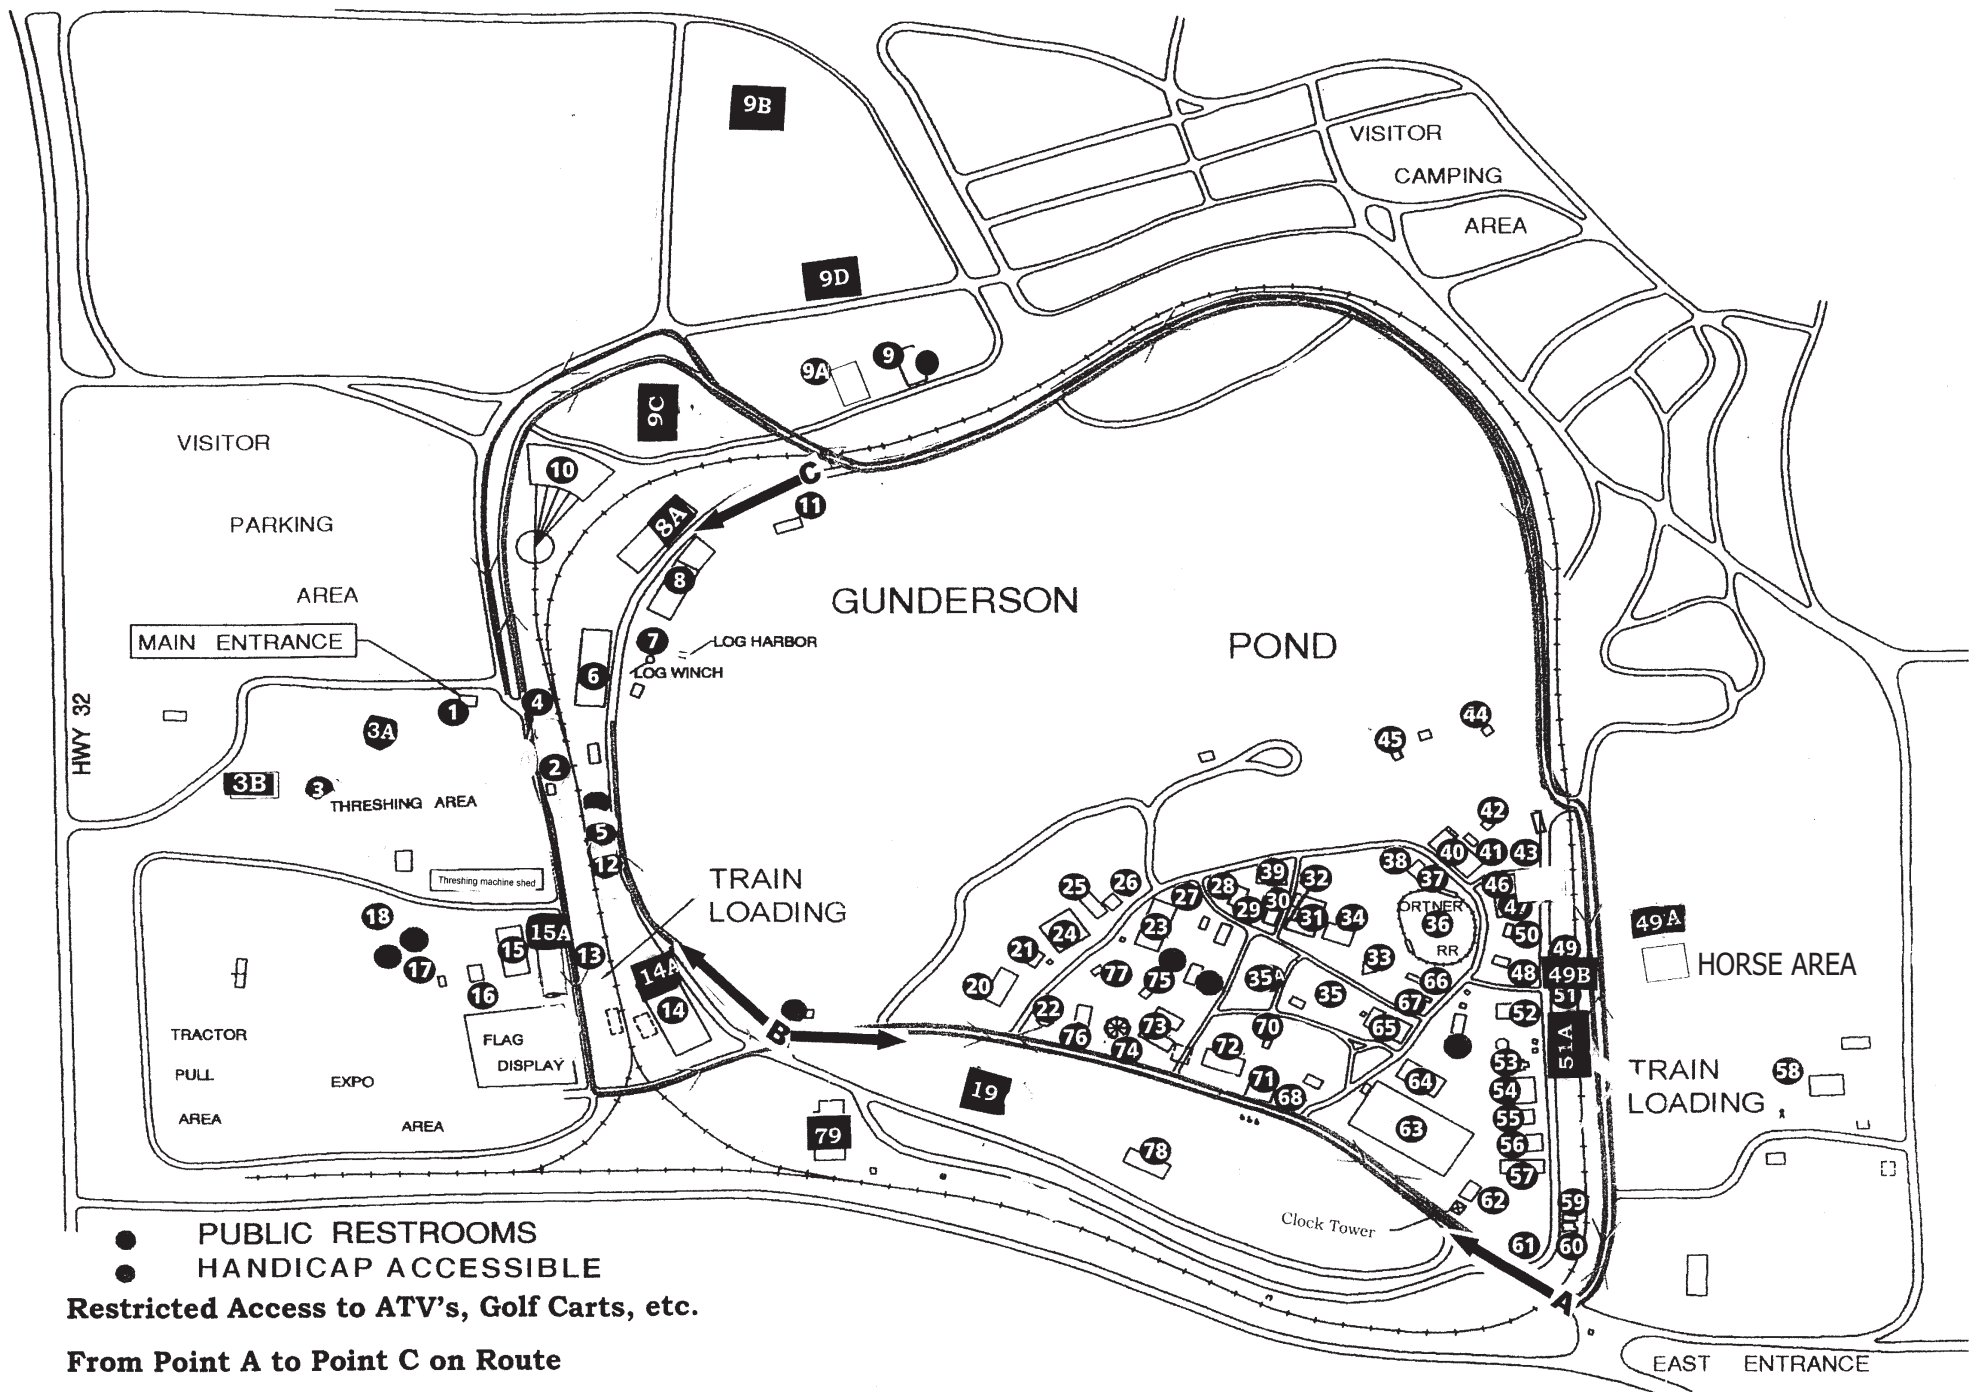 9B
VISITOR
CAMPING
AREA
9D
9A
9
9C
VISITOR
PARKING
AREA
10
C
11
8A
8
GUNDERSON
POND
MAIN ENTRANCE
7
LOG HARBOR
LOG WINCH
6
HWY 32
1
4
3A
3B
3
THRESHING AREA
2
5
12
44
45
42
TRAIN
LOADING
Threshing machine shed
18
17
15
15A
13
16
14A
14
FLAG
DISPLAY
TRACTOR
PULL
AREA
EXPO
AREA
B
25
26
27
28
39
32
38
40
41
43
37
46
47
24
23
29
30
31
34
ORTNER
36
RR
50
49
49A
21
77
75
35A
35
33
66
48
49B
HORSE AREA
20
22
67
51
52
76
74
73
70
65
72
51A
19
71
68
64
53
54
TRAIN
LOADING
58
79
78
63
55
56
57
62
59
Clock Tower
61
60
A
PUBLIC RESTROOMS
HANDICAP ACCESSIBLE
Restricted Access to ATV's, Golf Carts, etc.
From Point A to Point C on Route
EAST ENTRANCE